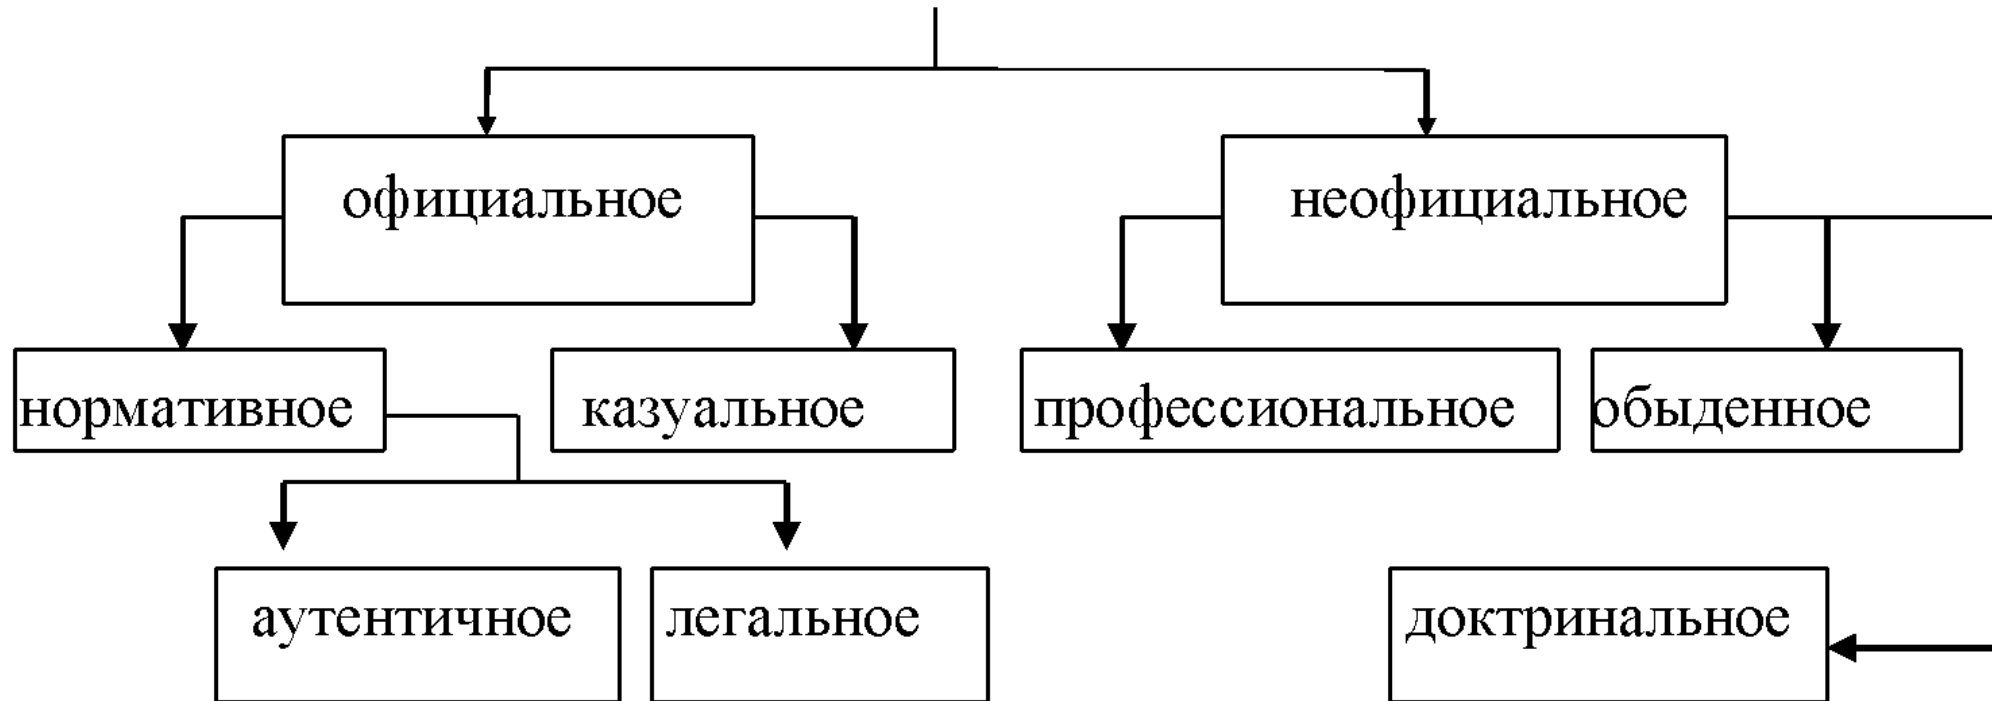 официальное
неофициальное
нормативное
казуальное
профессиональное
обыденное
аутентичное
легальное
доктринальное